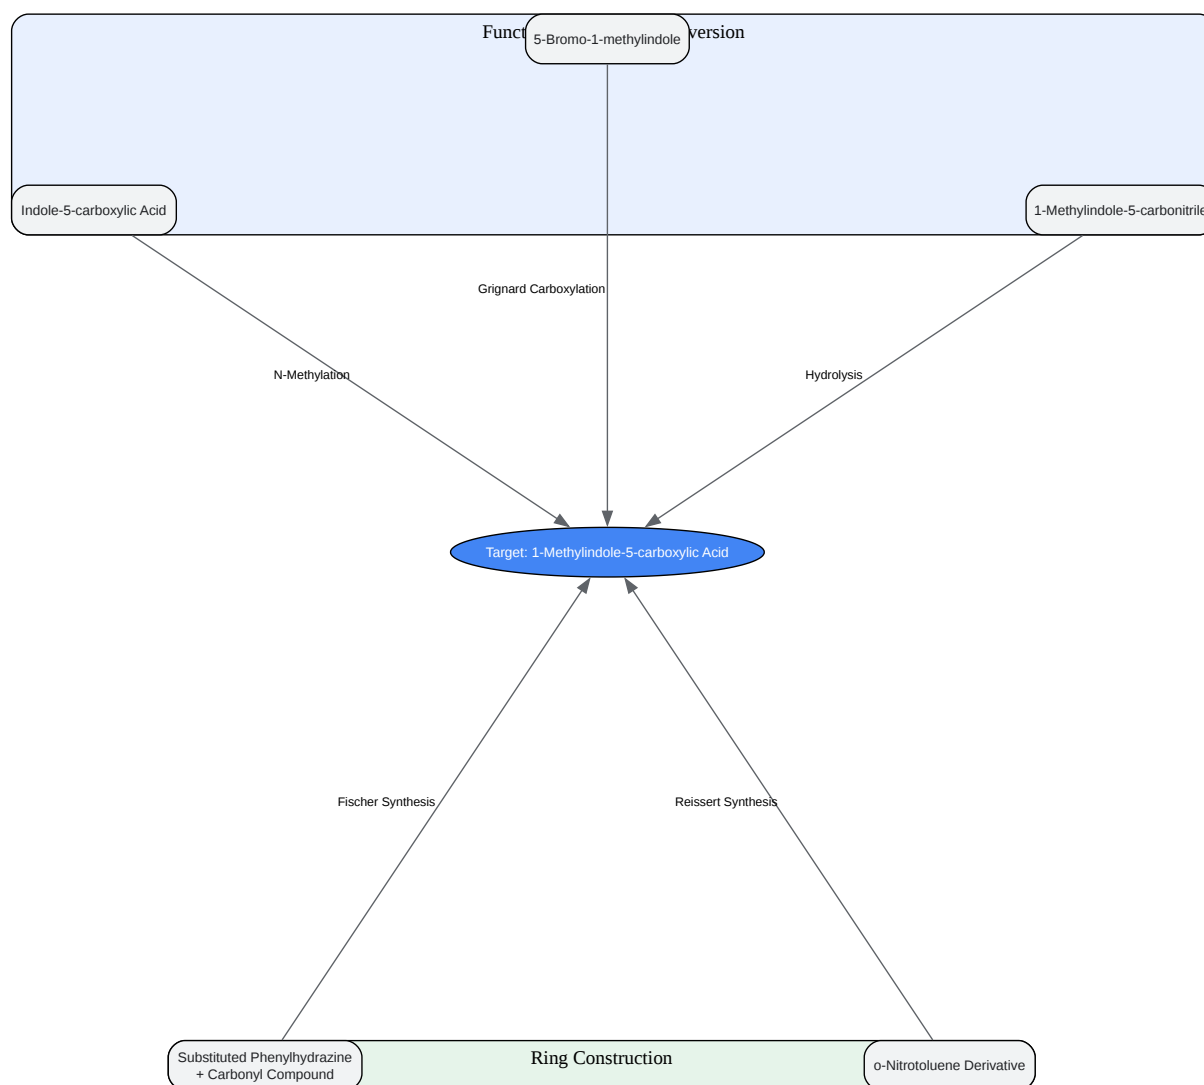 Funct
version
5-Bromo-1-methylindole
Indole-5-carboxylic Acid
1-Methylindole-5-carbonitrile
Grignard Carboxylation
N-Methylation
Hydrolysis
Target: 1-Methylindole-5-carboxylic Acid
Fischer Synthesis
Reissert Synthesis
Substituted Phenylhydrazine
+ Carbonyl Compound
Ring Construction
o-Nitrotoluene Derivative